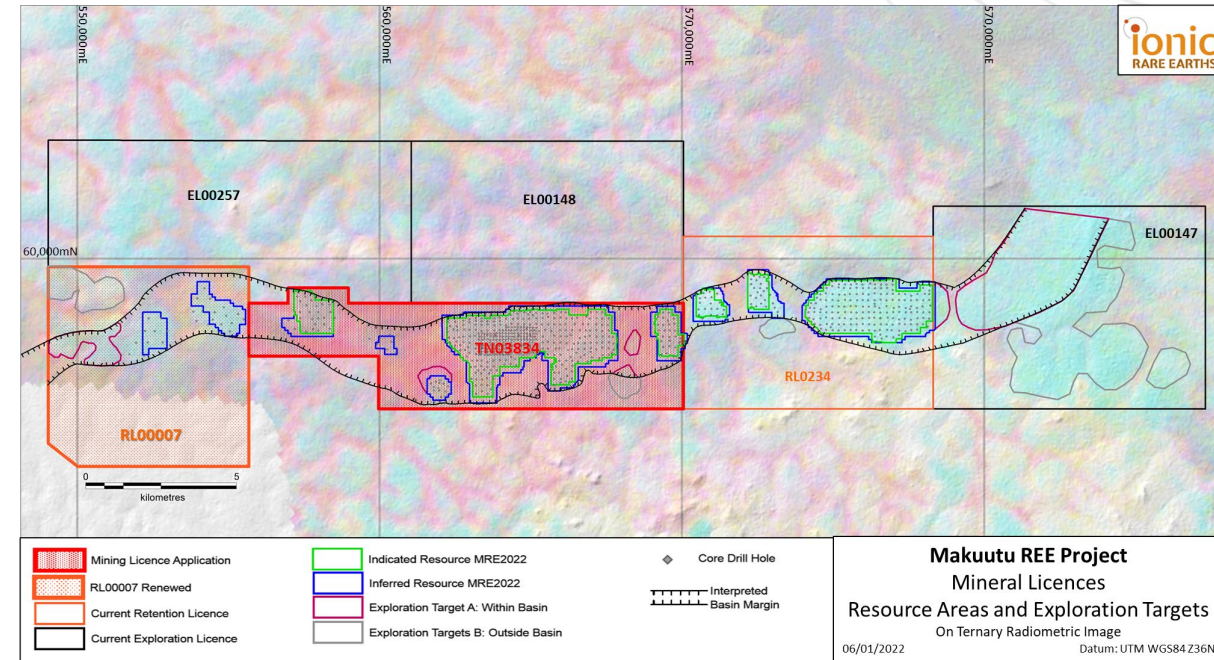 550,000mE
560,000mE
570,000mE
570,000mE
ionic
RARE EARTHS
EL00257
EL00148
EL00147
60,000mN
TN03834
RL0234
RL00007
0 5
kilometres
Mining Licence Application
RL00007 Renewed
Current Retention Licence
Current Exploration Licence
Indicated Resource MRE2022
Inferred Resource MRE2022
Exploration Target A: Within Basin
Exploration Targets B: Outside Basin
Core Drill Hole
Interpreted
Basin Margin
Makuutu REE Project
Mineral Licences
Resource Areas and Exploration Targets
On Ternary Radiometric Image
06/01/2022 Datum: UTM WGS84 Z36N